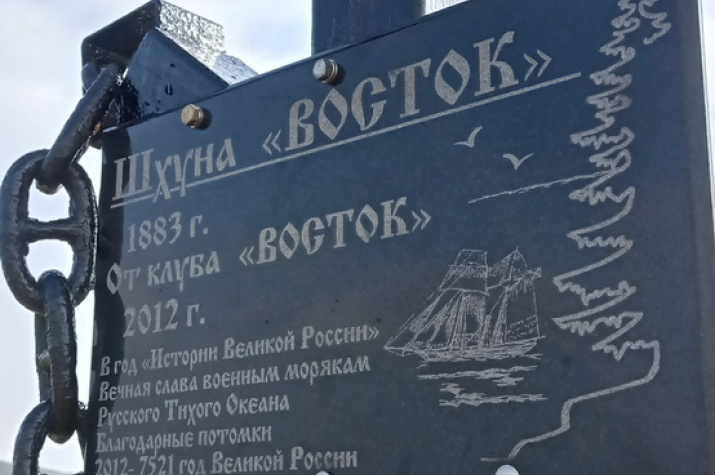 Шхуна «ВОСТОК»
1883 г.
От клуба «ВОСТОК»
2012 г.
В год «Истории Великой России»
Вечная слава военным морякам
Русского Тихого Океана
Благодарные потомки
2012- 7521 год Великой России